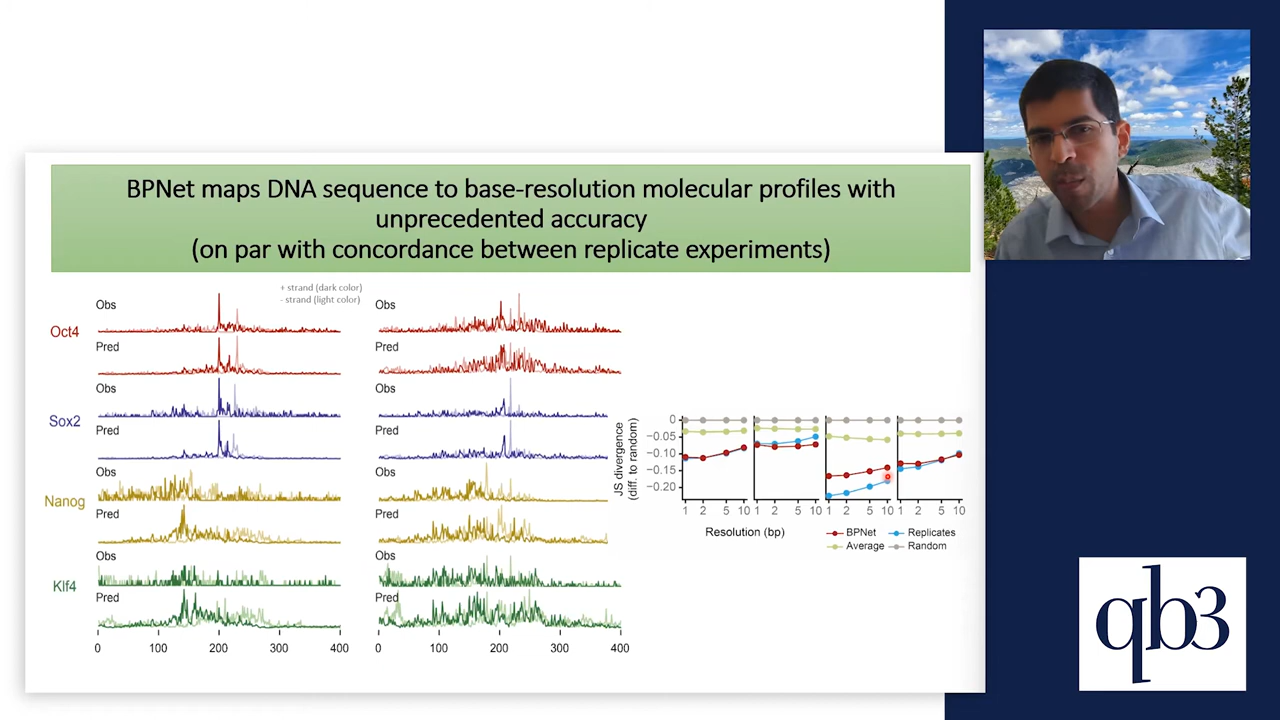 BPNet maps DNA sequence to base-resolution molecular profiles with
unprecedented accuracy
(on par with concordance between replicate experiments)
+ strand (dark color)
- strand (light color)
Obs
Obs
Oct4
Pred
Pred
Obs
Obs
Sox2
Pred
Pred
Obs
Obs
Nanog
Pred
Pred
Obs
Obs
Klf4
Pred
Pred
0 100 200 300 400
0 100 200 300 400
JS divergence
(diff. to random)
0
−0.05
−0.10
−0.15
−0.20
1 2 5 10 1 2 5 10 1 2 5 10 1 2 5 10
Resolution (bp)
BPNet Replicates
Average Random
qb3